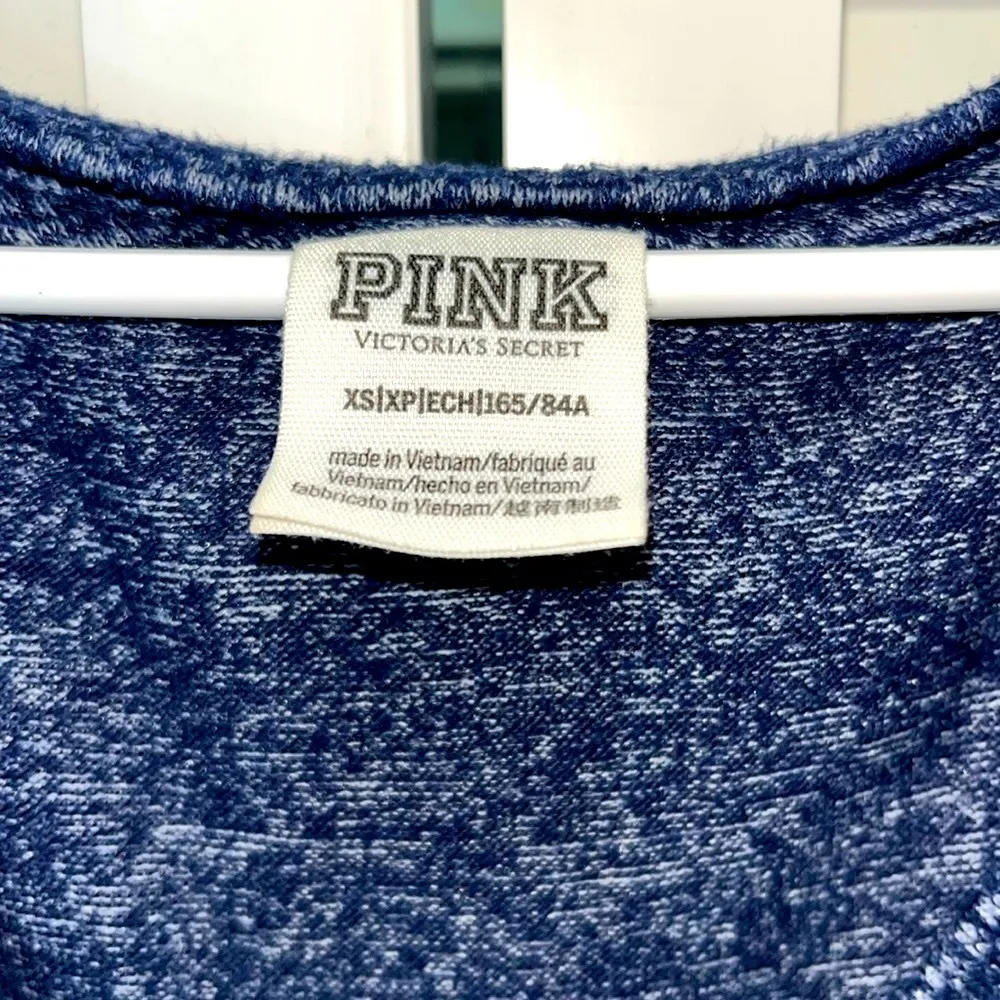 PINK
VICTORIA'S SECRET
XS|XP|ECH|165/84A
made in Vietnam/fabriqué au
Vietnam/hecho en Vietnam/
fabbricato in Vietnam/越南制造